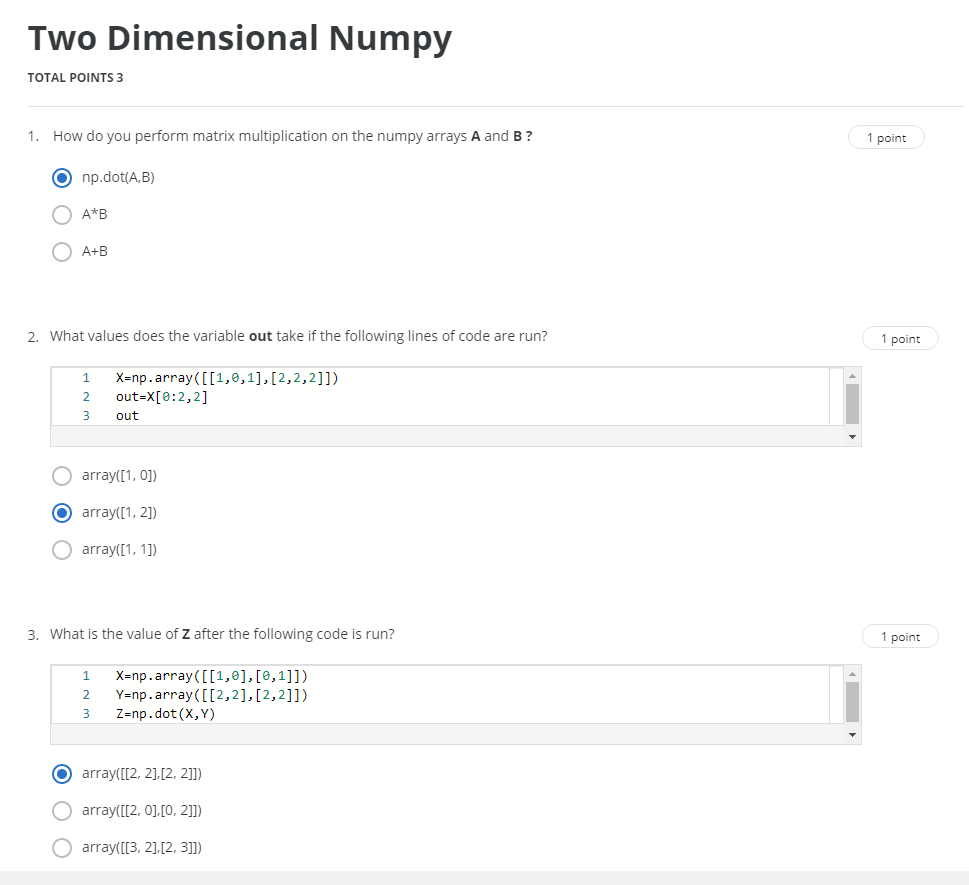 Two Dimensional Numpy
TOTAL POINTS 3
1. How do you perform matrix multiplication on the numpy arrays A and B ?
1 point
np.dot(A,B)
A*B
A+B
2. What values does the variable out take if the following lines of code are run?
1 point
1 X=np.array([[1,0,1],[2,2,2]])
2 out=X[0:2,2]
3 out
array([1, 0])
array([1, 2])
array([1, 1])
3. What is the value of Z after the following code is run?
1 point
1 X=np.array([[1,0],[0,1]])
2 Y=np.array([[2,2],[2,2]])
3 Z=np.dot(X,Y)
array([[2, 2],[2, 2]])
array([[2, 0],[0, 2]])
array([[3, 2],[2, 3]])